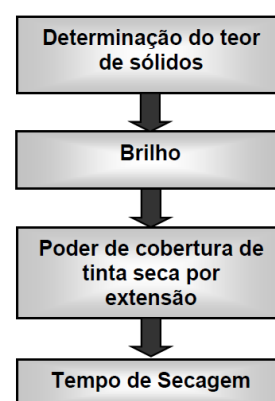 Determinação do teor
de sólidos
Brilho
Poder de cobertura de
tinta seca por
extensão
Tempo de Secagem